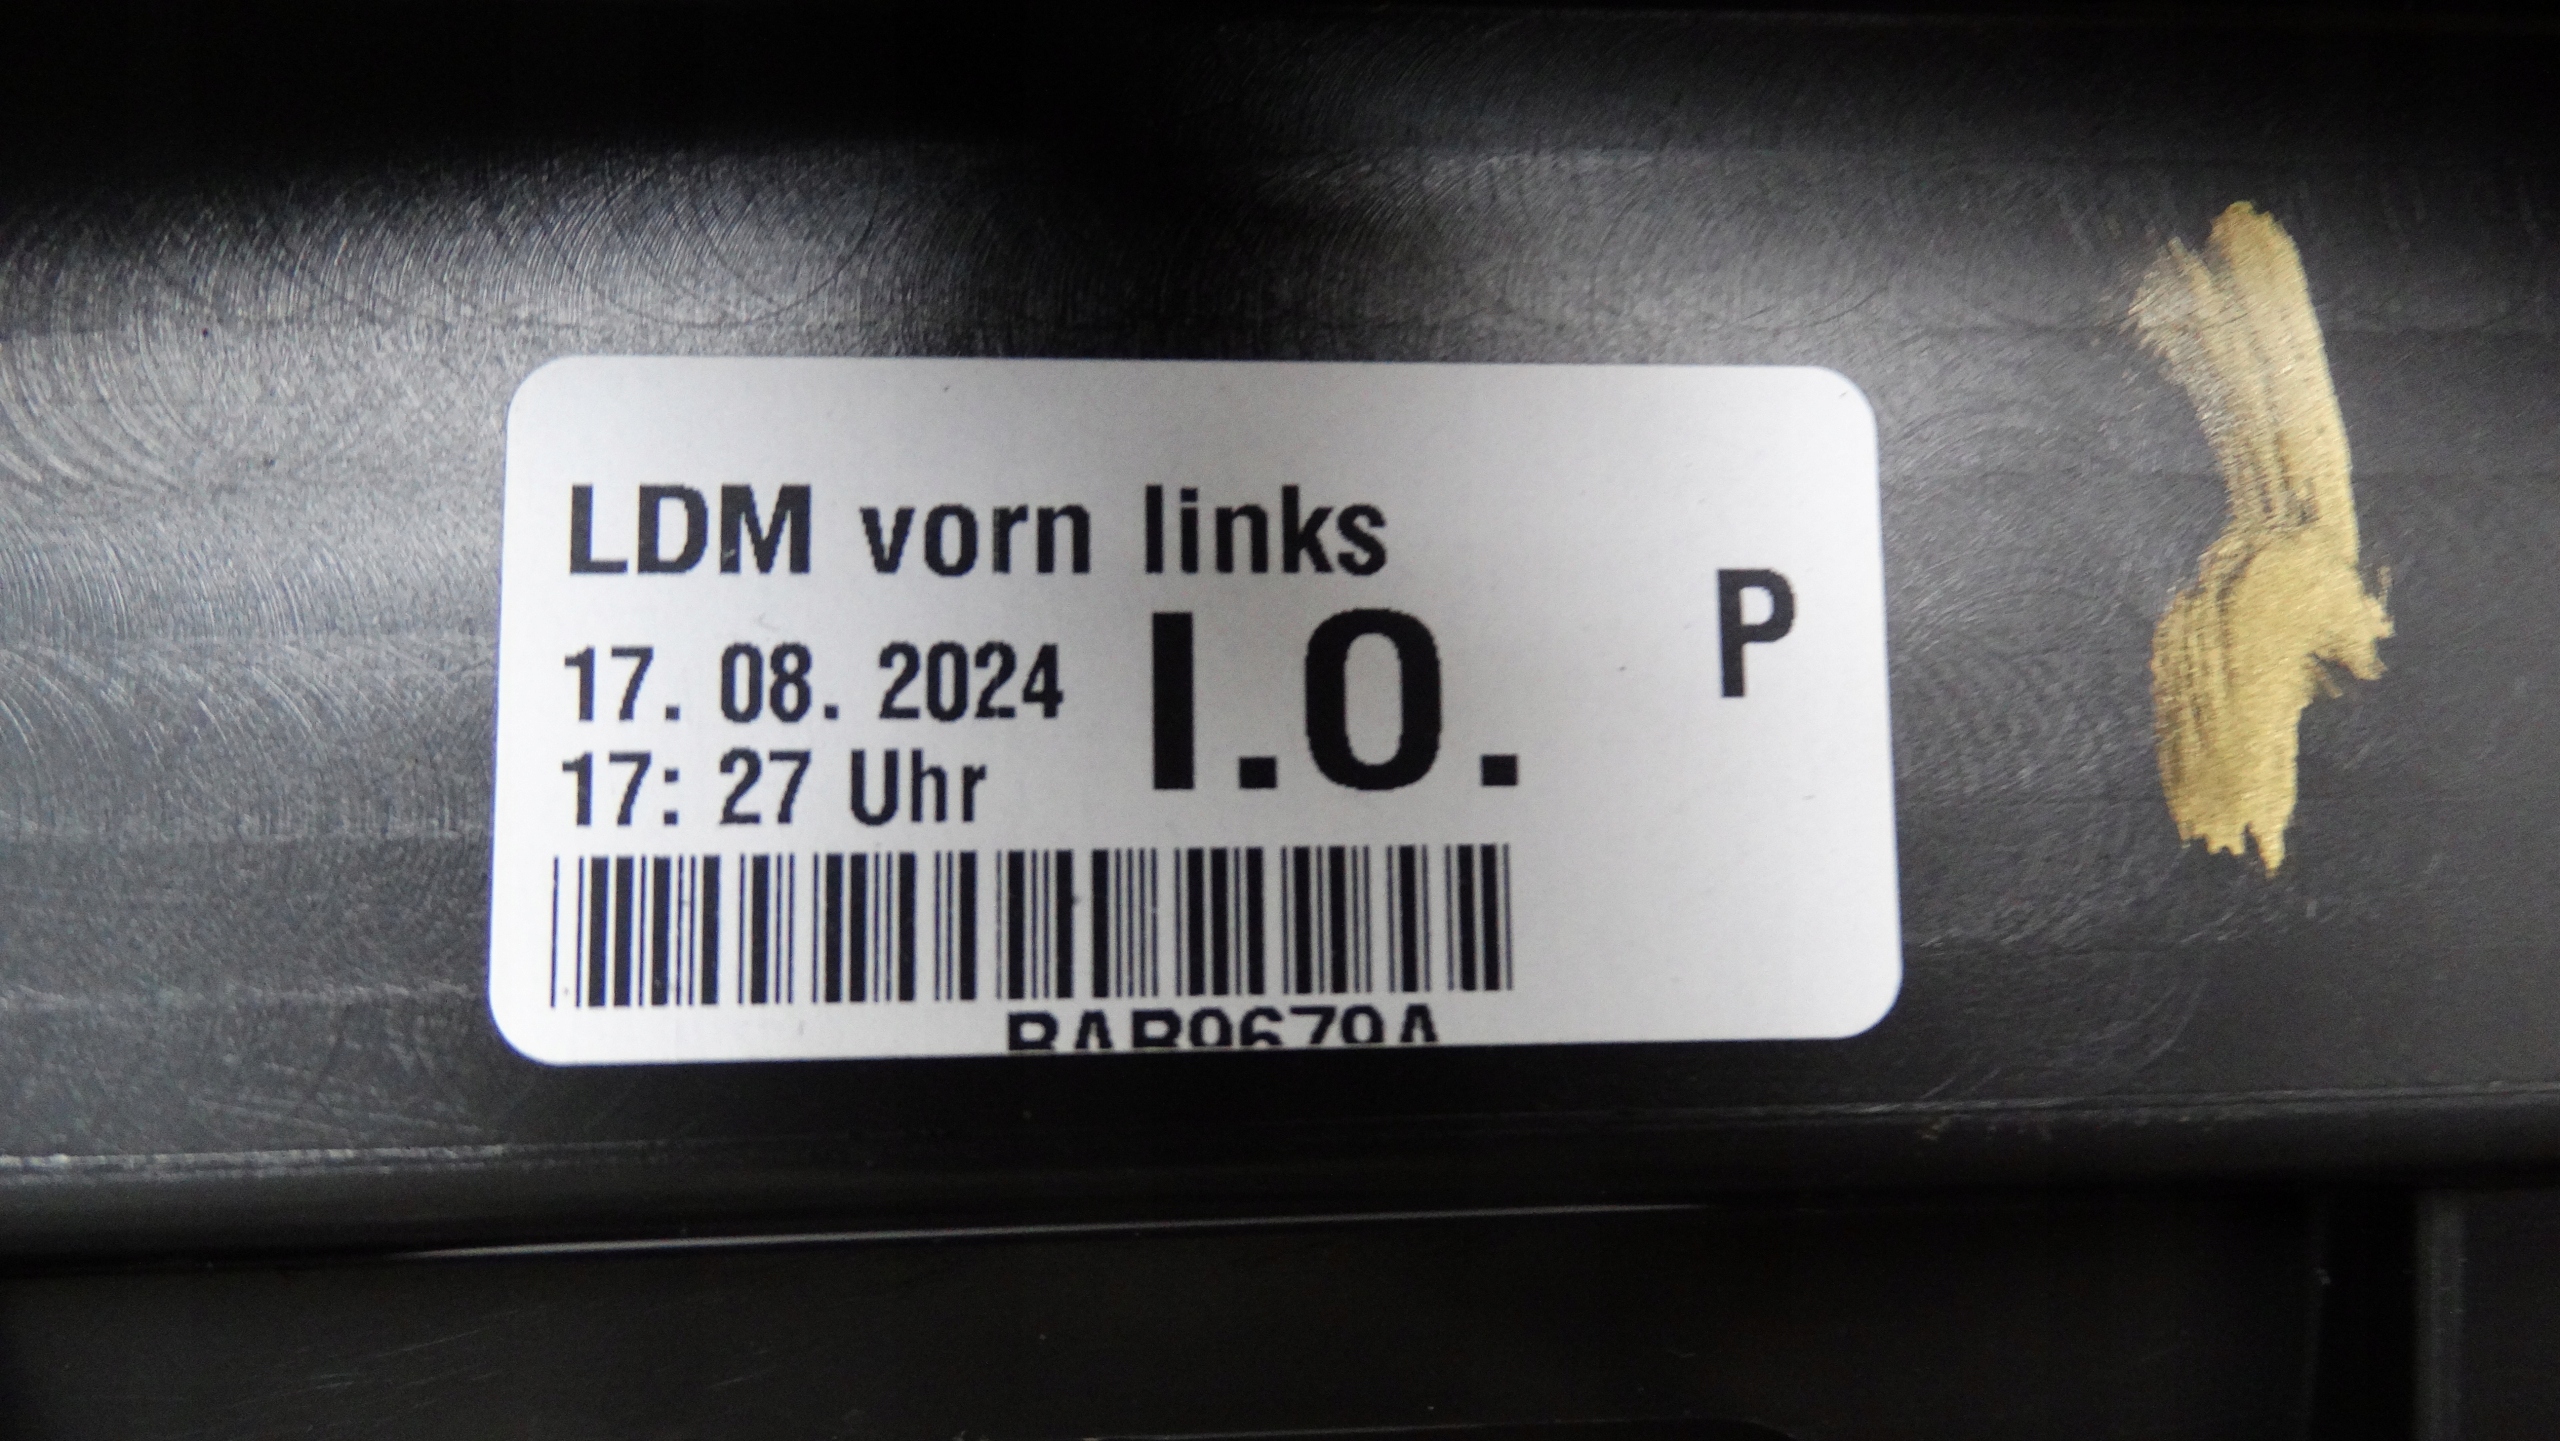 LDM vorn links
17. 08. 2024 I.O. P
17: 27 Uhr